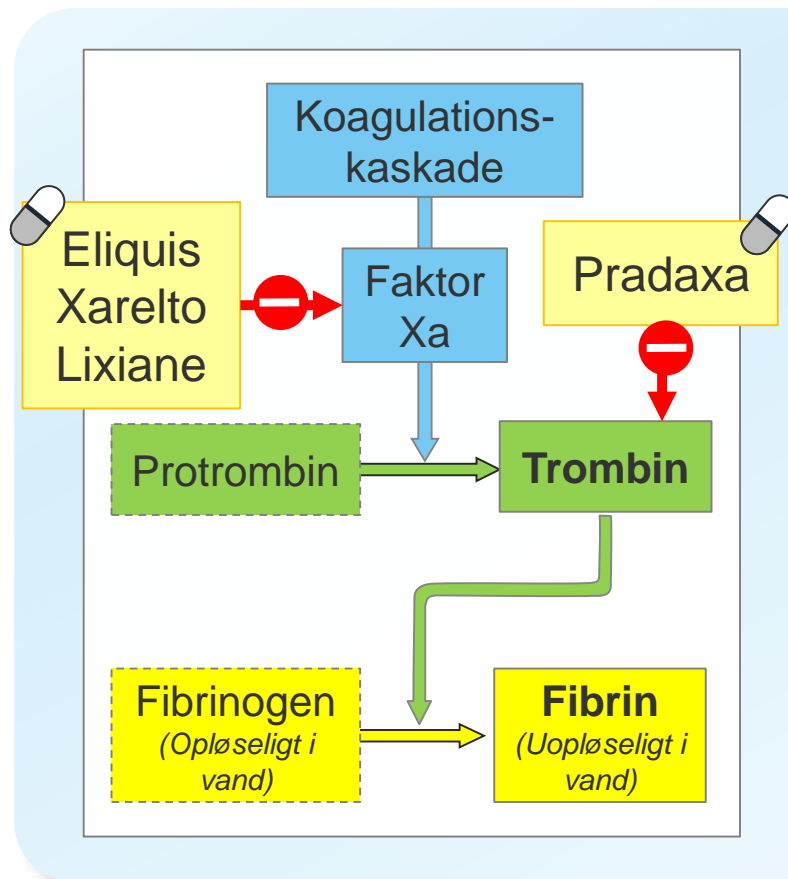 Koagulations-
kaskade
Eliquis
Xarelto
Lixiane
Faktor
Xa
Pradaxa
Protrombin
Trombin
Fibrinogen
(Opløseligt i
vand)
Fibrin
(Uopløseligt i
vand)